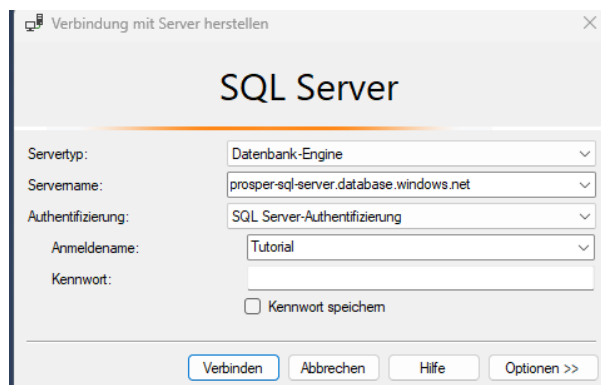 Verbindung mit Server herstellen
SQL Server
Servertyp: Datenbank-Engine
Servername: prosper-sql-server.database.windows.net
Authentifizierung: SQL Server-Authentifizierung
Anmeldename: Tutorial
Kennwort:
Kennwort speichern
Verbinden Abbrechen Hilfe Optionen >>